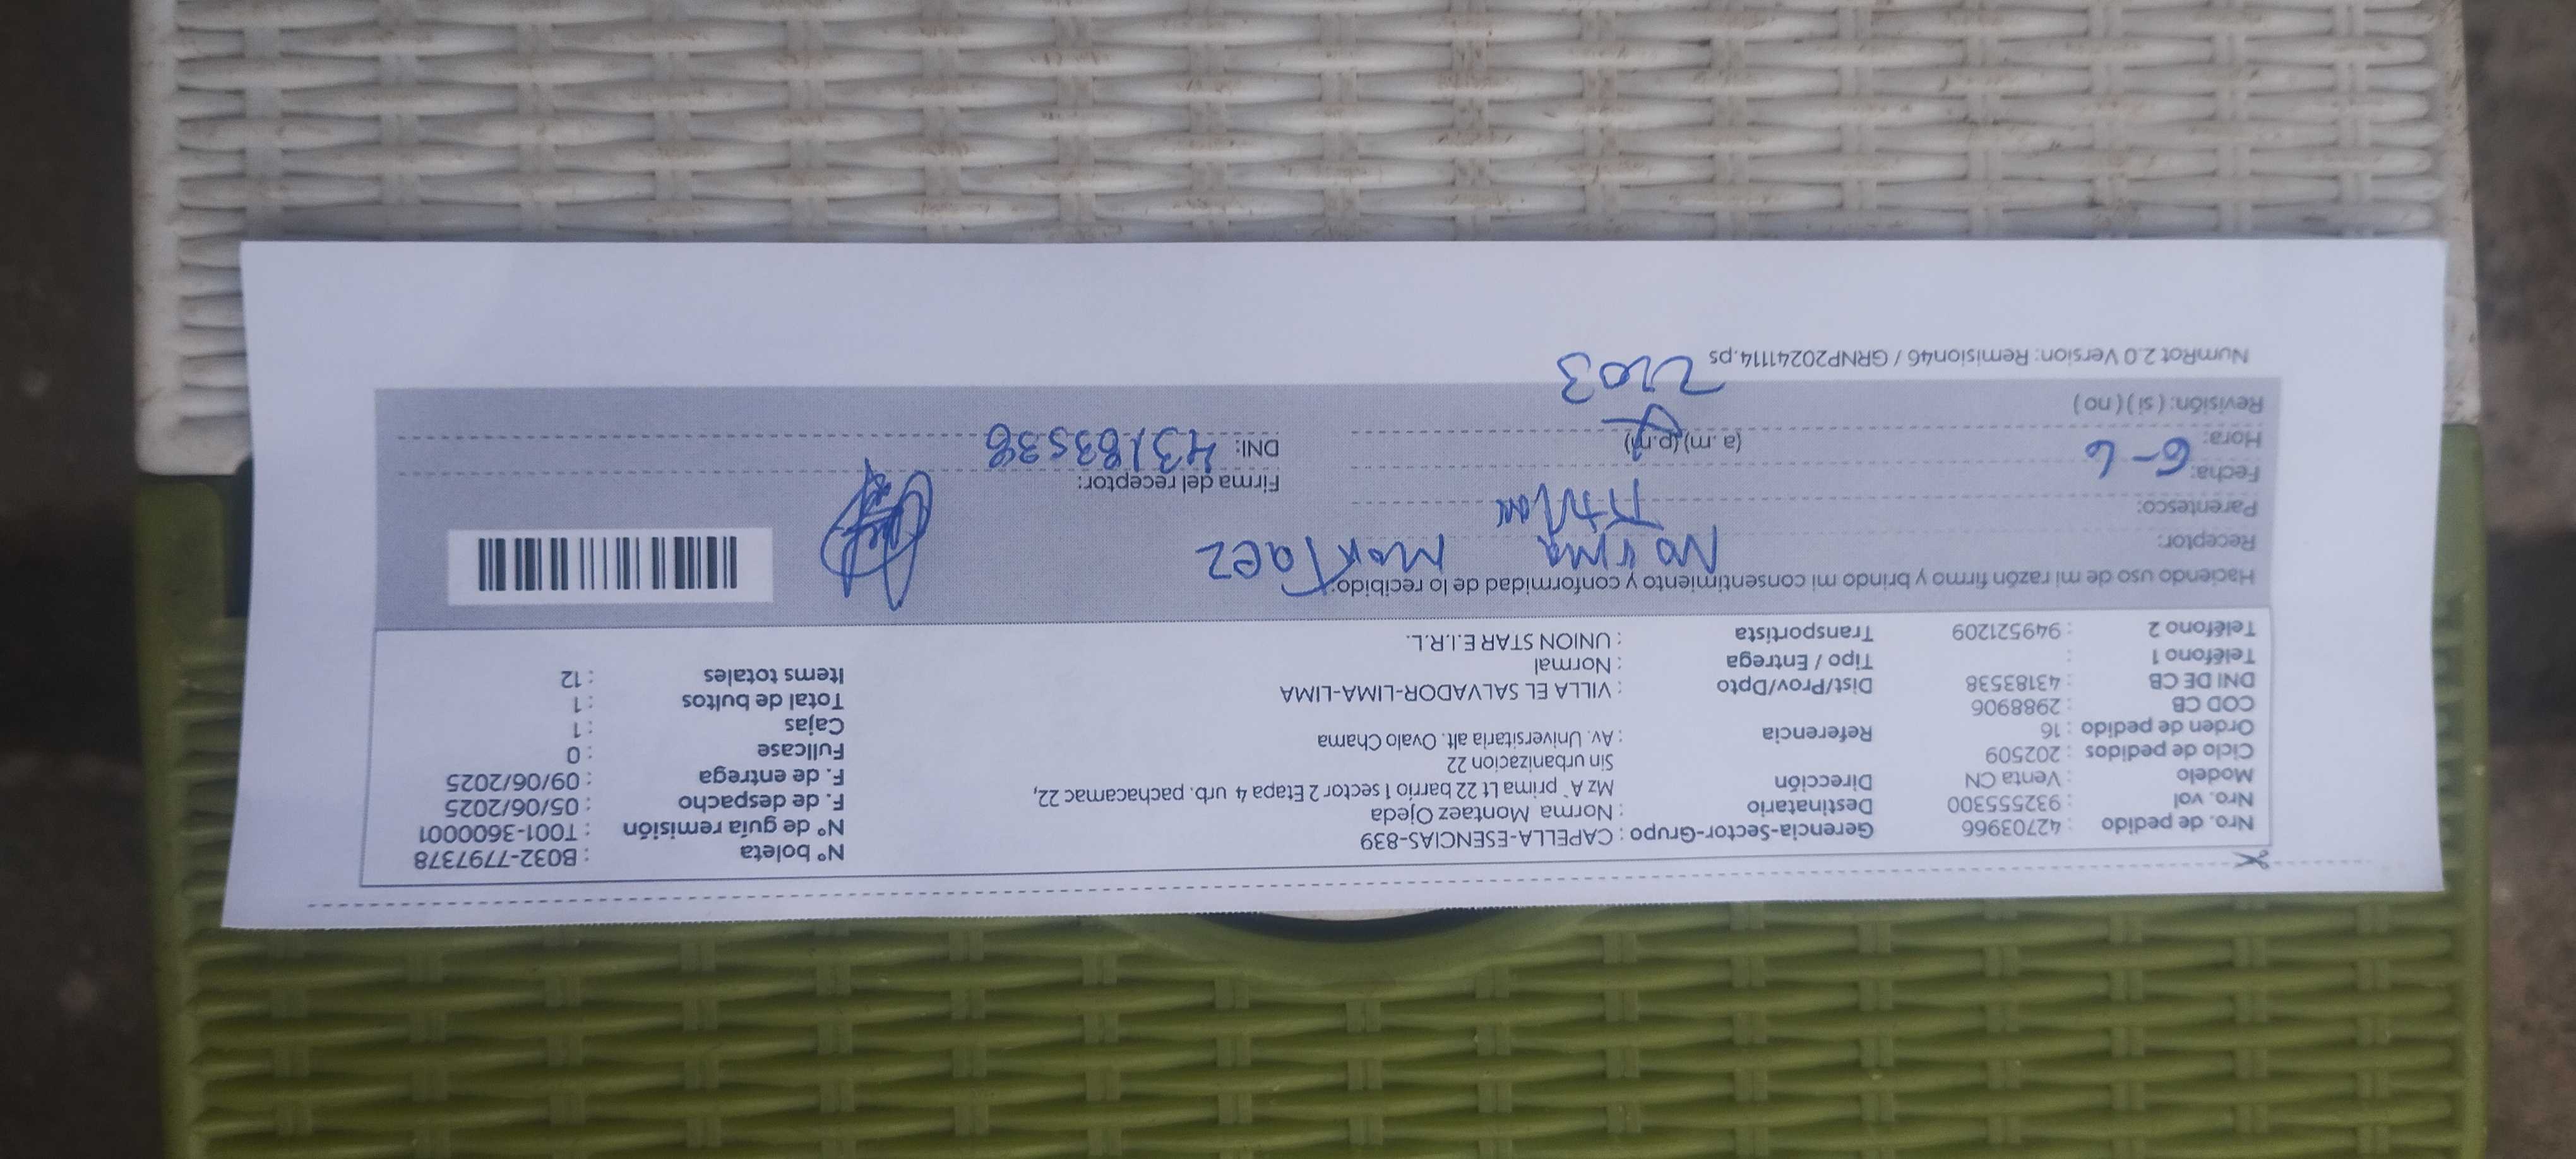 Nro. de pedido : 42703966 Gerencia-Sector-Grupo : CAPELLA-ESENCIAS-839 N° boleta : B032-7797378
Nro. vol : 932555300 Destinatario : Norma Montaez Ojeda N° de guía remisión : T001-3600001
Modelo : Venta CN Dirección Mz A` prima Lt 22 barrio 1 sector 2 Etapa 4 urb. pachacamac 22, F. de despacho : 05/06/2025
Ciclo de pedidos : 202509 Sin urbanizacion 22 F. de entrega : 09/06/2025
Orden de pedido : 16 Referencia : Av. Universitaria alt. Ovalo Chama Fullcase : 0
COD CB : 2988906 Cajas : 1
DNI DE CB : 43183538 Dist/Prov/Dpto : VILLA EL SALVADOR-LIMA-LIMA Total de bultos : 1
Teléfono 1 : Tipo / Entrega : Normal Items totales : 12
Teléfono 2 : 949521209 Transportista : UNION STAR E.I.R.L.
Haciendo uso de mi razón firmo y brindo mi consentimiento y conformidad de lo recibido:
Receptor: Norma Montaez
Parentesco:
Fecha: 6-6 Firma del receptor:
Hora: (a.m) (p.m) DNI: 43183538
Revisión: ( si ) ( no )
2203
NumRot 2.0 Version: Remision46 / GRNP20241114.ps